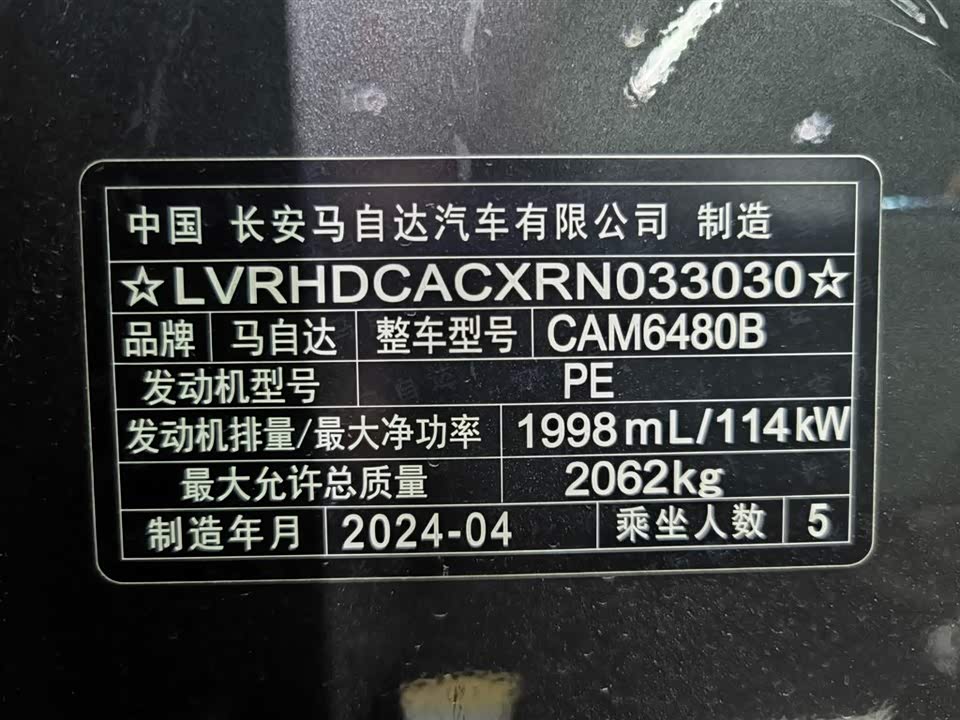 中国 长安马自达汽车有限公司 制造
☆LVRHDCACXRN033030☆
品牌 马自达 整车型号 CAM6480B
发动机型号 PE
发动机排量/最大净功率 1998mL/114kW
最大允许总质量 2062kg
制造年月 2024-04 乘坐人数 5